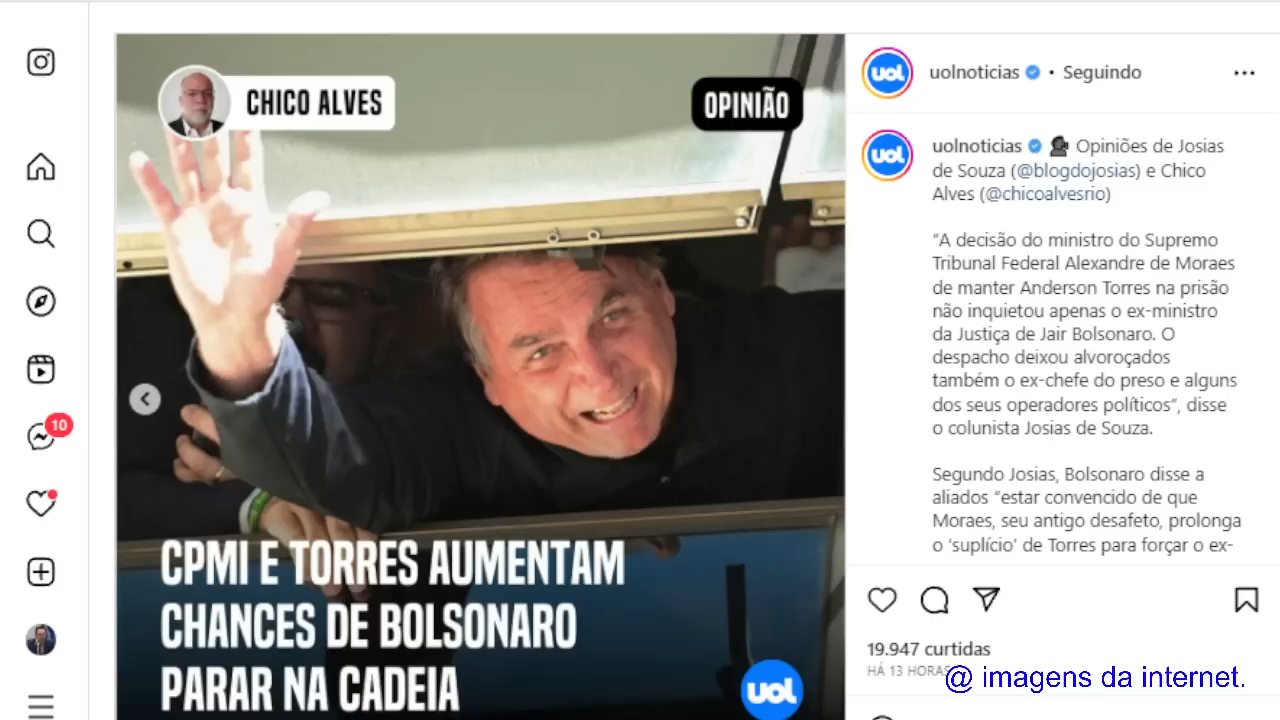 CHICO ALVES
OPINIÃO
CPMI E TORRES AUMENTAM
CHANCES DE BOLSONARO
PARAR NA CADEIA
uol
10
uol
uolnoticias • Seguindo
uol
uolnoticias Opiniões de Josias
de Souza (@blogdojosias) e Chico
Alves (@chicoalvesrio)
“A decisão do ministro do Supremo
Tribunal Federal Alexandre de Moraes
de manter Anderson Torres na prisão
não inquietou apenas o ex-ministro
da Justiça de Jair Bolsonaro. O
despacho deixou alvoroçados
também o ex-chefe do preso e alguns
dos seus operadores políticos”, disse
o colunista Josias de Souza.
Segundo Josias, Bolsonaro disse a
aliados “estar convencido de que
Moraes, seu antigo desafeto, prolonga
o ‘suplício’ de Torres para forçar o ex-
19.947 curtidas
HÁ 13 HORAS
@ imagens da internet.